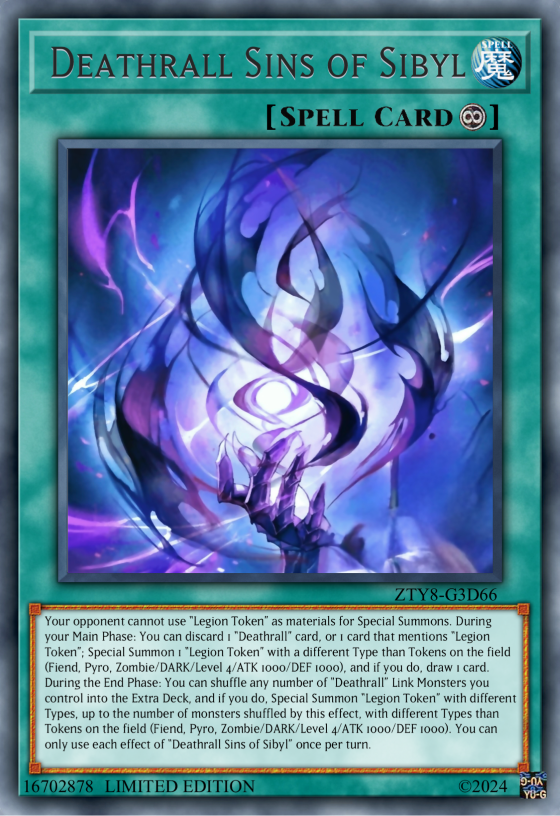 Deathrall Sins of Sibyl
SPELL
魔
[Spell Card]
ZTY8-G3D66
Your opponent cannot use "Legion Token" as materials for Special Summons. During
your Main Phase: You can discard 1 "Deathrall" card, or 1 card that mentions "Legion
Token"; Special Summon 1 "Legion Token" with a different Type than Tokens on the field
(Fiend, Pyro, Zombie/DARK/Level 4/ATK 1000/DEF 1000), and if you do, draw 1 card.
During the End Phase: You can shuffle any number of "Deathrall" Link Monsters you
control into the Extra Deck, and if you do, Special Summon "Legion Token" with different
Types, up to the number of monsters shuffled by this effect, with different Types than
Tokens on the field (Fiend, Pyro, Zombie/DARK/Level 4/ATK 1000/DEF 1000). You can
only use each effect of "Deathrall Sins of Sibyl" once per turn.
16702878 LIMITED EDITION
©2024
YU-G